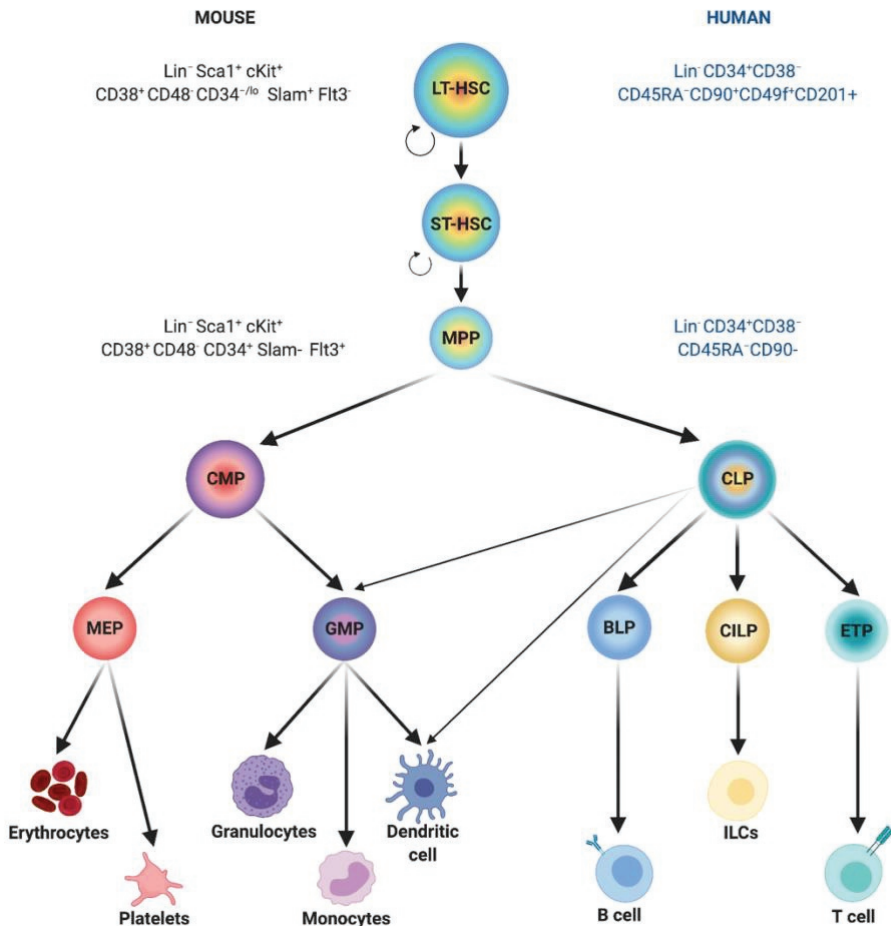 MOUSE
HUMAN
Lin⁻ Sca1⁺ cKit⁺
CD38⁺ CD48⁻ CD34⁻/ˡᵒ Slam⁺ Flt3⁻
LT-HSC
Lin⁻ CD34⁺CD38⁻
CD45RA⁻CD90⁺CD49f⁺CD201+
ST-HSC
Lin⁻ Sca1⁺ cKit⁺
CD38⁺ CD48⁻ CD34⁺ Slam- Flt3⁺
MPP
Lin⁻ CD34⁺CD38⁻
CD45RA⁻CD90-
CMP
CLP
MEP
GMP
BLP
CILP
ETP
Erythrocytes
Granulocytes
Dendritic
cell
ILCs
Platelets
Monocytes
B cell
T cell